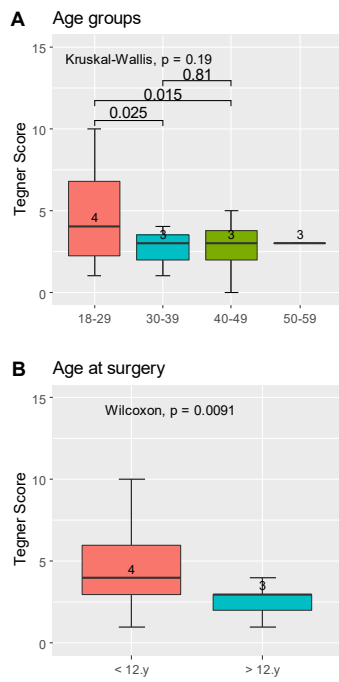 A Age groups
15
Kruskal-Wallis, p = 0.19
0.81
0.015
0.025
10
Tegner Score
5
4
3
3
3
0
18-29 30-39 40-49 50-59
B Age at surgery
15
Wilcoxon, p = 0.0091
10
Tegner Score
5
4
3
0
< 12.y > 12.y